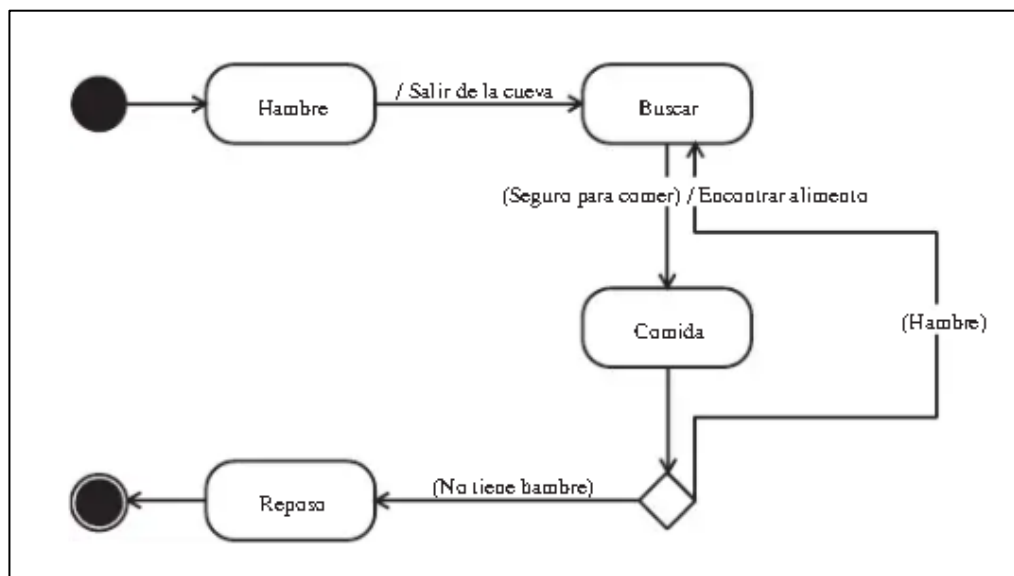 Hambre
/ Salir de la cueva
Buscar
(Seguro para comer) / Encontrar alimento
Comida
(Hambre)
(No tiene hambre)
Reposo